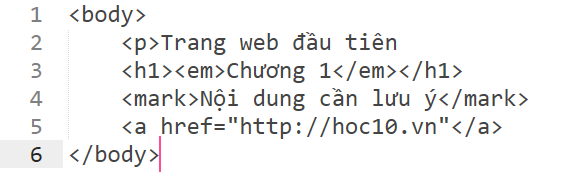 1 <body>
2 <p>Trang web đầu tiên
3 <h1><em>Chương 1</em></h1>
4 <mark>Nội dung cần lưu ý</mark>
5 <a href="http://hoc10.vn"</a>
6 </body>